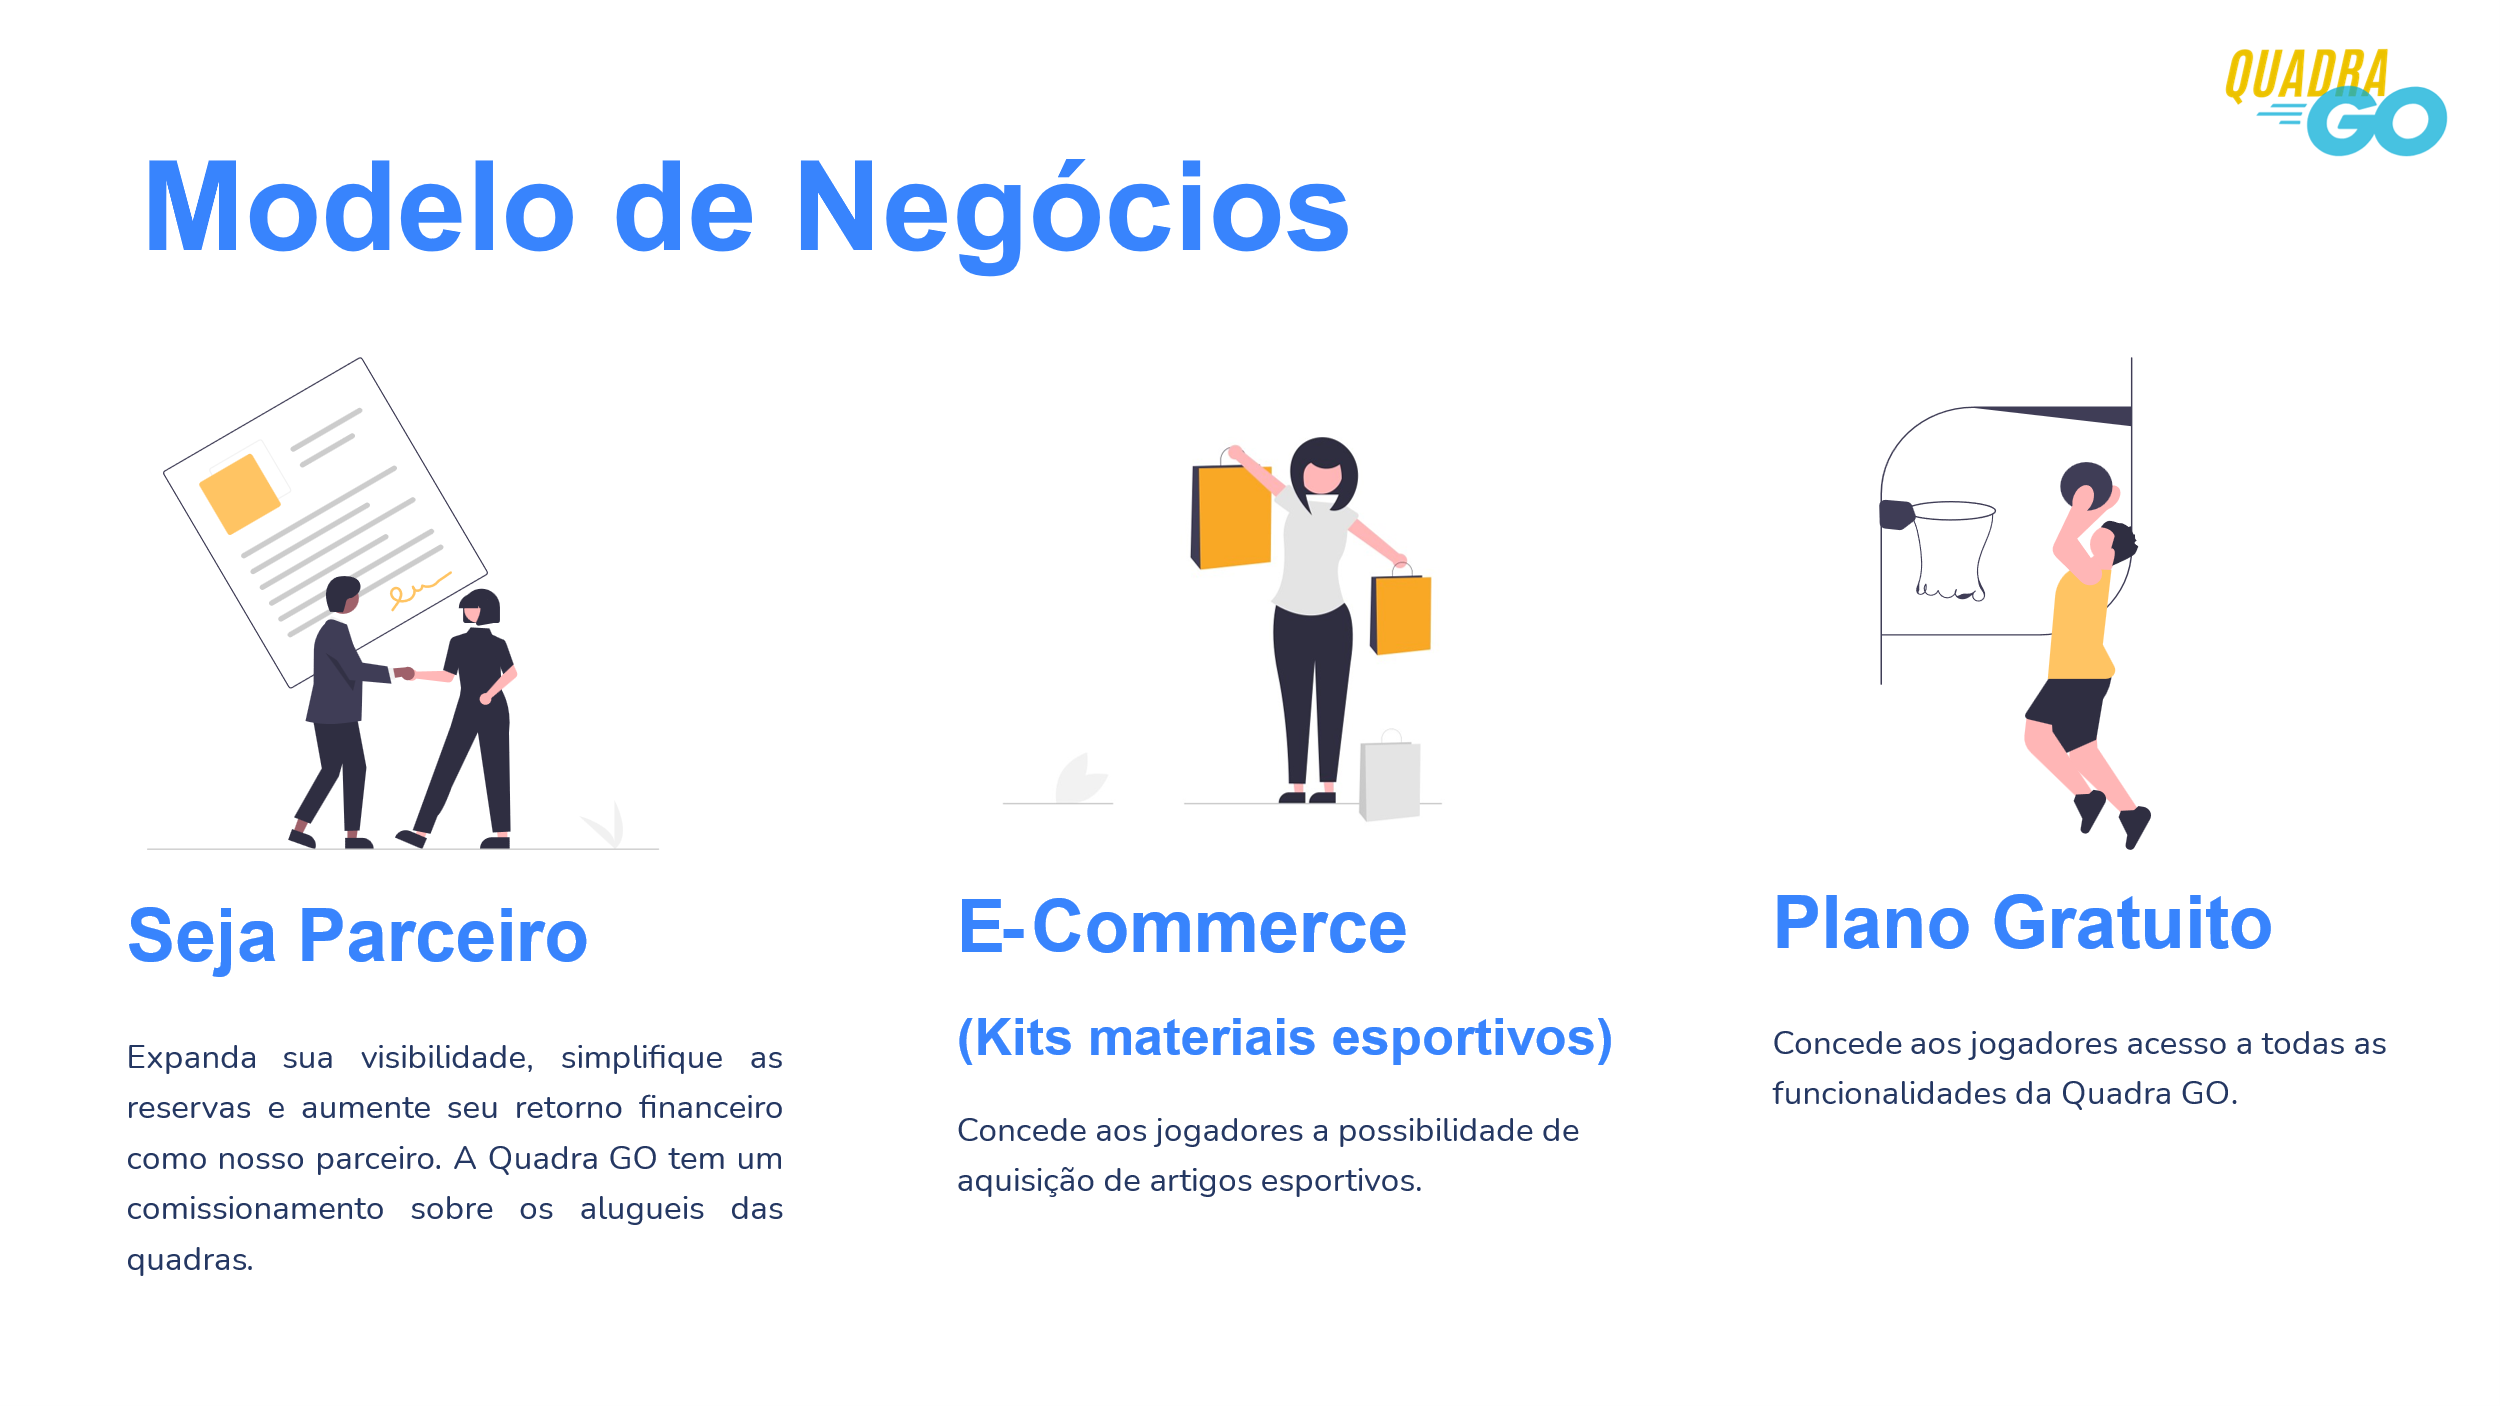 QUADRA
GO
Modelo de Negócios
Seja Parceiro
Expanda sua visibilidade, simplifique as
reservas e aumente seu retorno financeiro
como nosso parceiro. A Quadra GO tem um
comissionamento sobre os alugueis das
quadras.
E-Commerce
(Kits materiais esportivos)
Concede aos jogadores a possibilidade de
aquisição de artigos esportivos.
Plano Gratuito
Concede aos jogadores acesso a todas as
funcionalidades da Quadra GO.